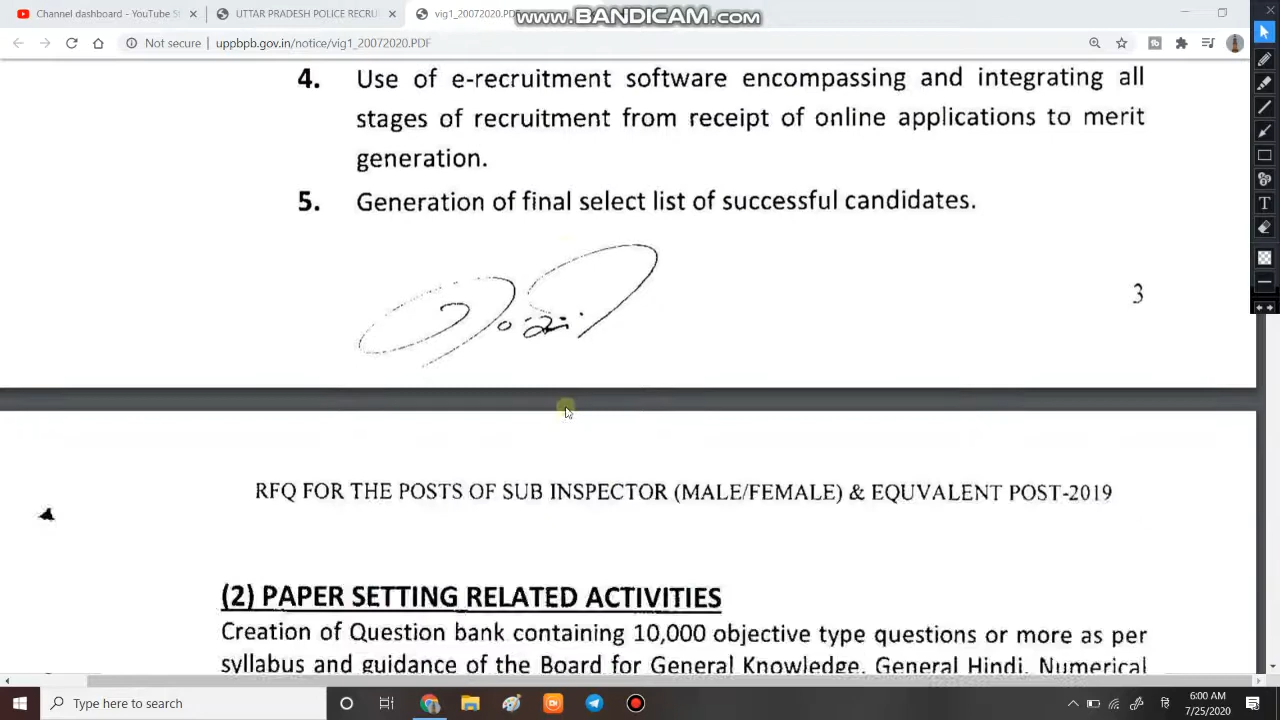 Channel dashboard - YouTube St
UTTAR PRADESH POLICE RECRU
vig1_20072020.PDF
www.BANDICAM.com
Not secure
uppbpb.gov.in/notice/vig1_20072020.PDF
4. Use of e-recruitment software encompassing and integrating all
stages of recruitment from receipt of online applications to merit
generation.
5. Generation of final select list of successful candidates.
3
RFQ FOR THE POSTS OF SUB INSPECTOR (MALE/FEMALE) & EQUVALENT POST-2019
(2) PAPER SETTING RELATED ACTIVITIES
Creation of Question bank containing 10,000 objective type questions or more as per
syllabus and guidance of the Board for General Knowledge, General Hindi, Numerical
Type here to search
6:00 AM
7/25/2020